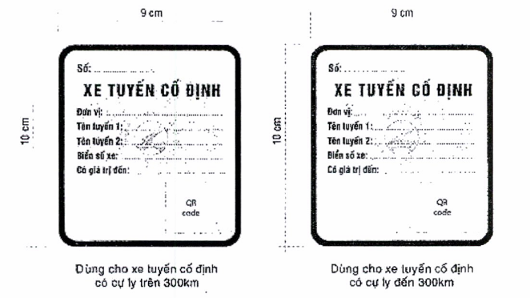 9 cm
10 cm
Số: ..................
XE TUYẾN CỐ ĐỊNH
Đơn vị: ..................
Tên tuyến 1: ..................
Tên tuyến 2: ..................
Biển số xe: ..................
Có giá trị đến: ..................
QR
code
Dùng cho xe tuyến cố định
có cự ly trên 300km
9 cm
10 cm
Số: ..................
XE TUYẾN CỐ ĐỊNH
Đơn vị: ..................
Tên tuyến 1: ..................
Tên tuyến 2: ..................
Biển số xe: ..................
Có giá trị đến: ..................
QR
code
Dùng cho xe tuyến cố định
có cự ly đến 300km